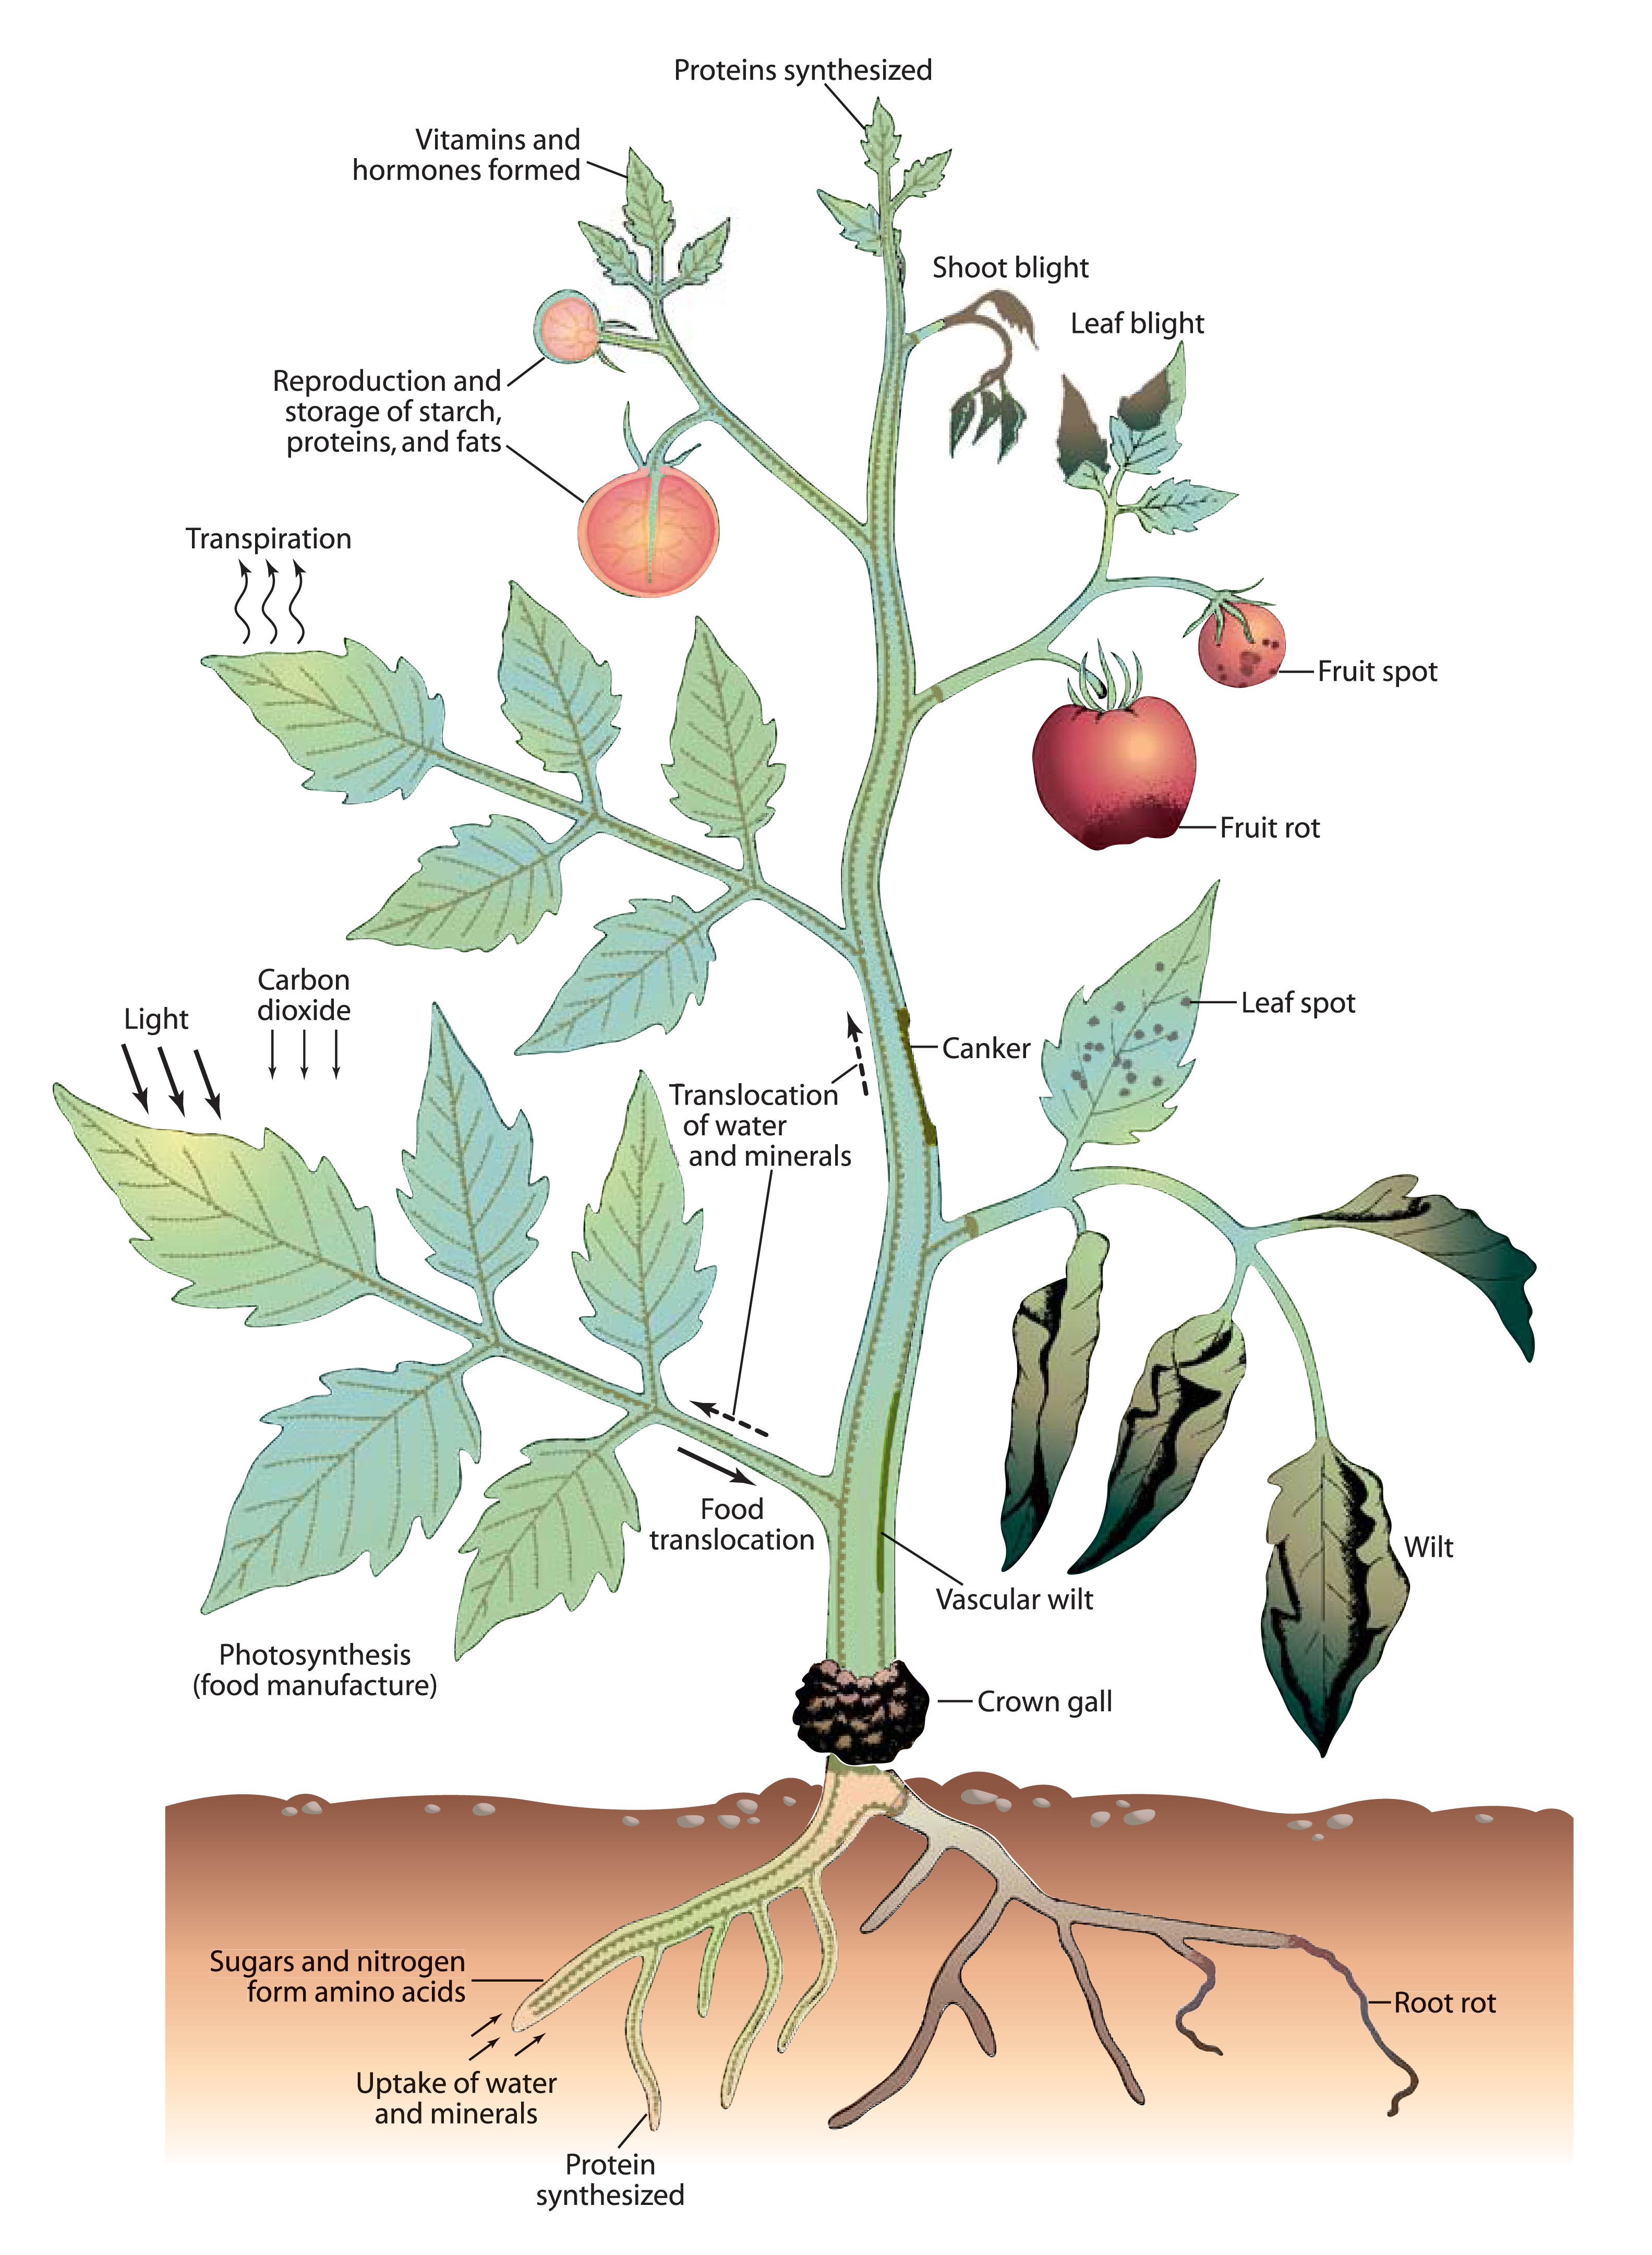 Proteins synthesized
Vitamins and
hormones formed
Shoot blight
Leaf blight
Reproduction and
storage of starch,
proteins, and fats
Transpiration
Fruit spot
Fruit rot
Carbon
dioxide
Light
Leaf spot
Canker
Translocation
of water
and minerals
Food
translocation
Wilt
Vascular wilt
Photosynthesis
(food manufacture)
Crown gall
Sugars and nitrogen
form amino acids
Root rot
Uptake of water
and minerals
Protein
synthesized